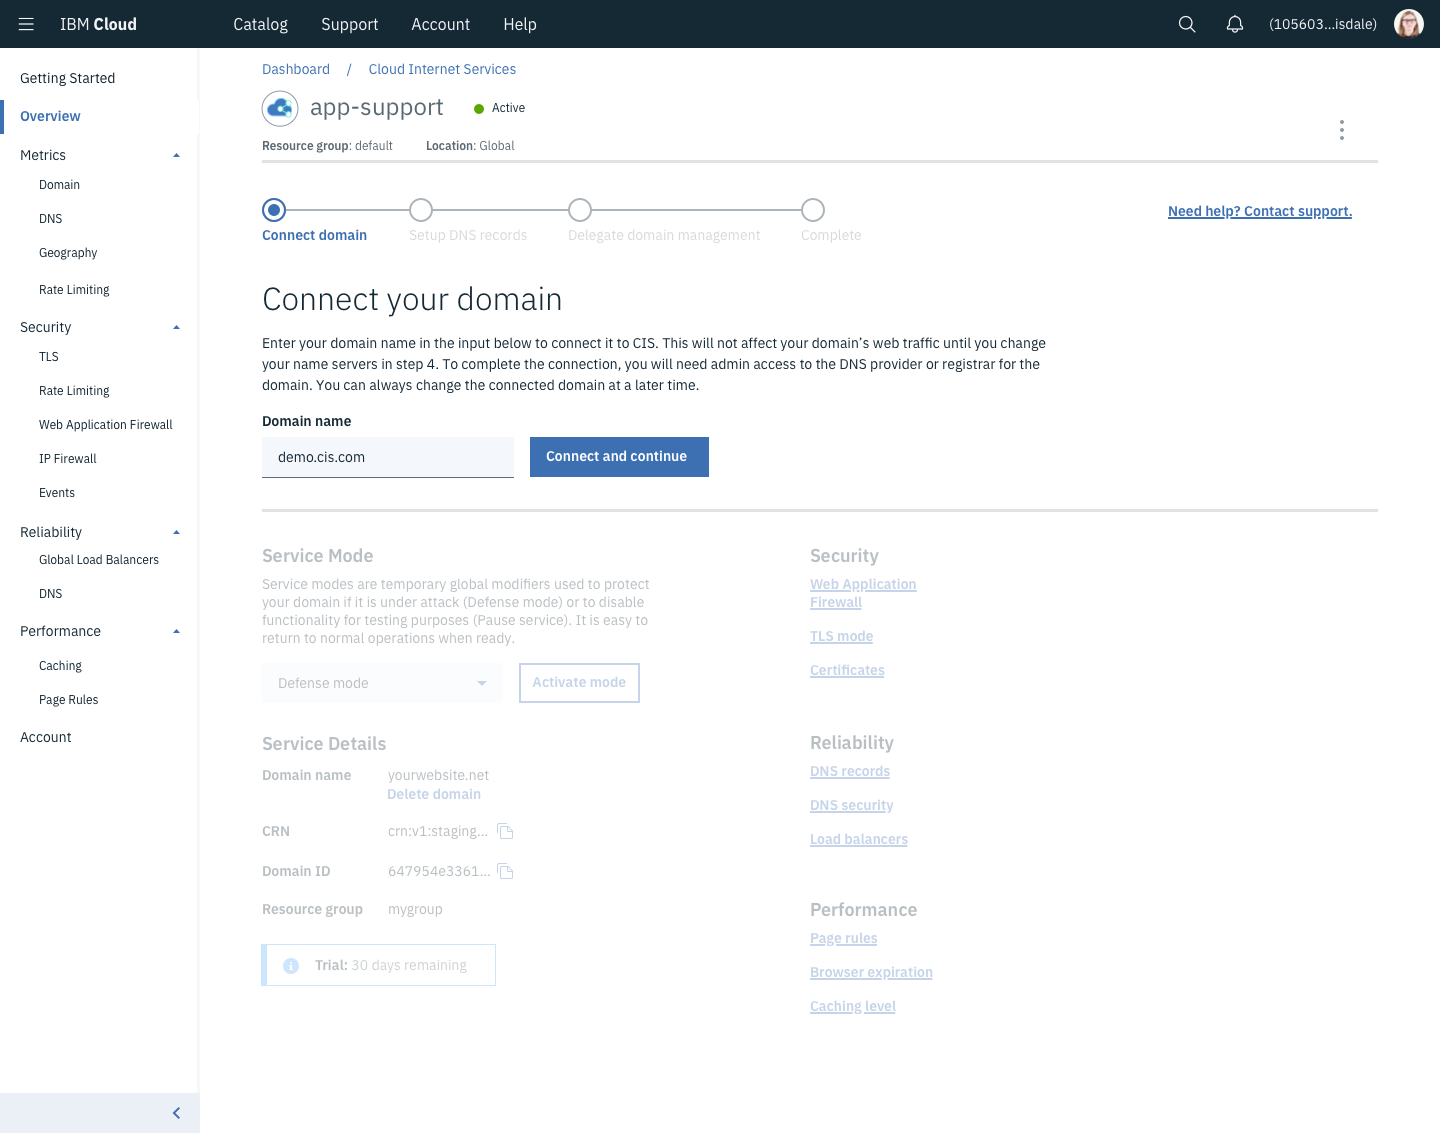 IBM Cloud
Catalog
Support
Account
Help
(105603...isdale)
Getting Started
Overview
Metrics
Domain
DNS
Geography
Rate Limiting
Security
TLS
Rate Limiting
Web Application Firewall
IP Firewall
Events
Reliability
Global Load Balancers
DNS
Performance
Caching
Page Rules
Account
Dashboard / Cloud Internet Services
app-support
Active
Resource group: default
Location: Global
Connect domain
Setup DNS records
Delegate domain management
Complete
Need help? Contact support.
Connect your domain
Enter your domain name in the input below to connect it to CIS. This will not affect your domain's web traffic until you change
your name servers in step 4. To complete the connection, you will need admin access to the DNS provider or registrar for the
domain. You can always change the connected domain at a later time.
Domain name
demo.cis.com
Connect and continue
Service Mode
Service modes are temporary global modifiers used to protect
your domain if it is under attack (Defense mode) or to disable
functionality for testing purposes (Pause service). It is easy to
return to normal operations when ready.
Defense mode
Activate mode
Service Details
Domain name
yourwebsite.net
Delete domain
CRN
crn:v1:staging...
Domain ID
647954e3361...
Resource group
mygroup
Trial: 30 days remaining
Security
Web Application
Firewall
TLS mode
Certificates
Reliability
DNS records
DNS security
Load balancers
Performance
Page rules
Browser expiration
Caching level